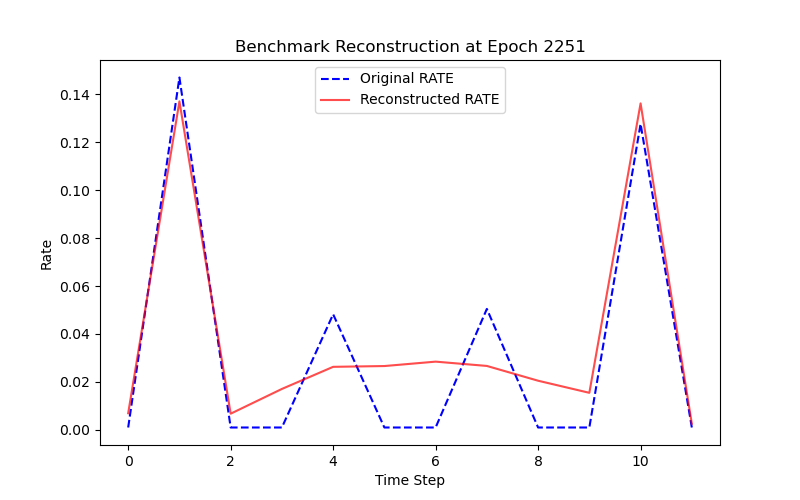 Benchmark Reconstruction at Epoch 2251
Original RATE
Reconstructed RATE
0.14
0.12
0.10
0.08
0.06
0.04
0.02
0.00
Rate
0 2 4 6 8 10
Time Step